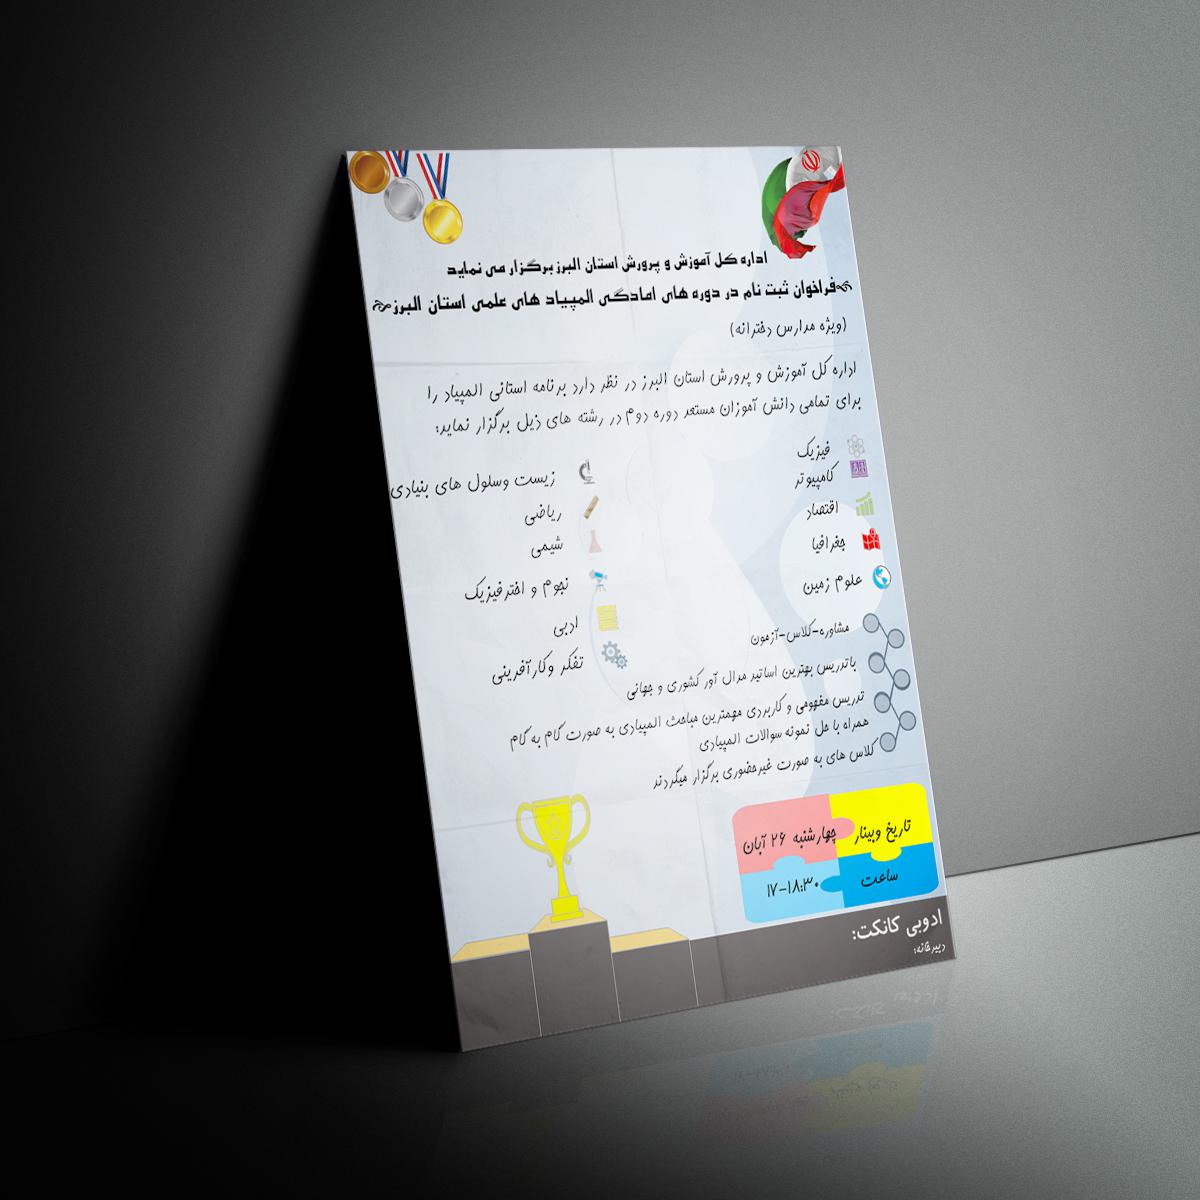 اداره کل آموزش و پرورش استان البرز برگزار می نماید
فراخوان ثبت نام در دوره های امادگی المپیاد های علمی استان البرز
(ویژه مدارس دخترانه)
اداره کل آموزش و پرورش استان البرز در نظر دارد برنامه استانی المپیاد را
برای تمامی دانش آموزان مستعد دوره دوم در رشته های ذیل برگزار نماید:
فیزیک
کامپیوتر
اقتصاد
جغرافیا
علوم زمین
زیست وسلول های بنیادی
ریاضی
شیمی
نجوم و اخترفیزیک
ادبی
تفکر وکارآفرینی
مشاوره-کلاس-آزمون
باتدریس بهترین اساتید مدال آور کشوری و جهانی
تدریس مفهومی و کاربردی مهمترین مباحث المپیادی به صورت گام به گام
همراه با حل نمونه سوالات المپیادی
کلاس های به صورت غیرحضوری برگزار میگردند
تاریخ وبینار
چهارشنبه ۲۶ آبان
ساعت
۱۷-۱۸:۳۰
ادوبی کانکت:
دبیرخانه: